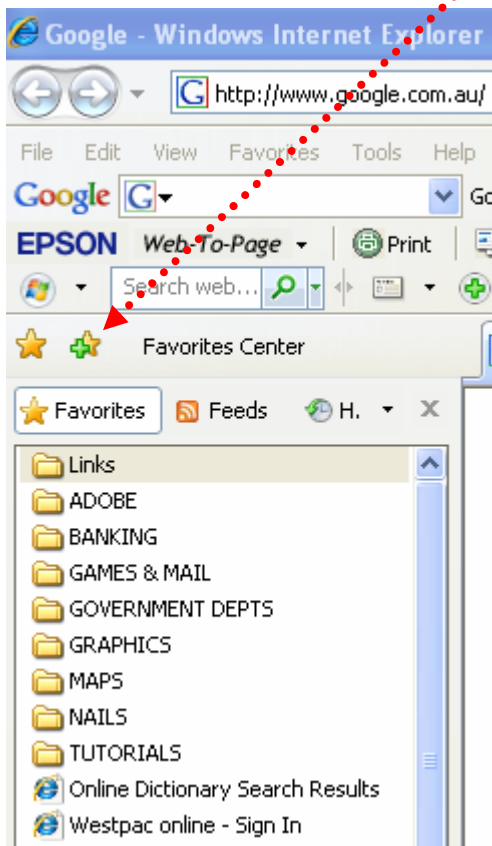 Google - Windows Internet Explorer
http://www.google.com.au/
File Edit View Favorites Tools Help
Google G Go
EPSON Web-To-Page Print
Search web...
Favorites Center
Favorites Feeds H. X
Links
ADOBE
BANKING
GAMES & MAIL
GOVERNMENT DEPTS
GRAPHICS
MAPS
NAILS
TUTORIALS
Online Dictionary Search Results
Westpac online - Sign In